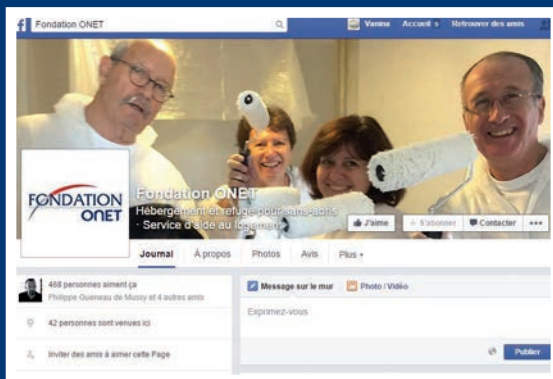 Fondation ONET
Vanina Accueil 5 Retrouver des amis
FONDATION
ONET
Fondation ONET
Hébergement et refuge pour sans-abris
· Service d'aide au logement
J'aime + S'abonner Contacter •••
Journal À propos Photos Avis Plus
468 personnes aiment ça
Philippe Gueneau de Mussy et 4 autres amis
42 personnes sont venues ici
Inviter des amis à aimer cette Page
Message sur le mur Photo / Vidéo
Exprimez-vous
Publier